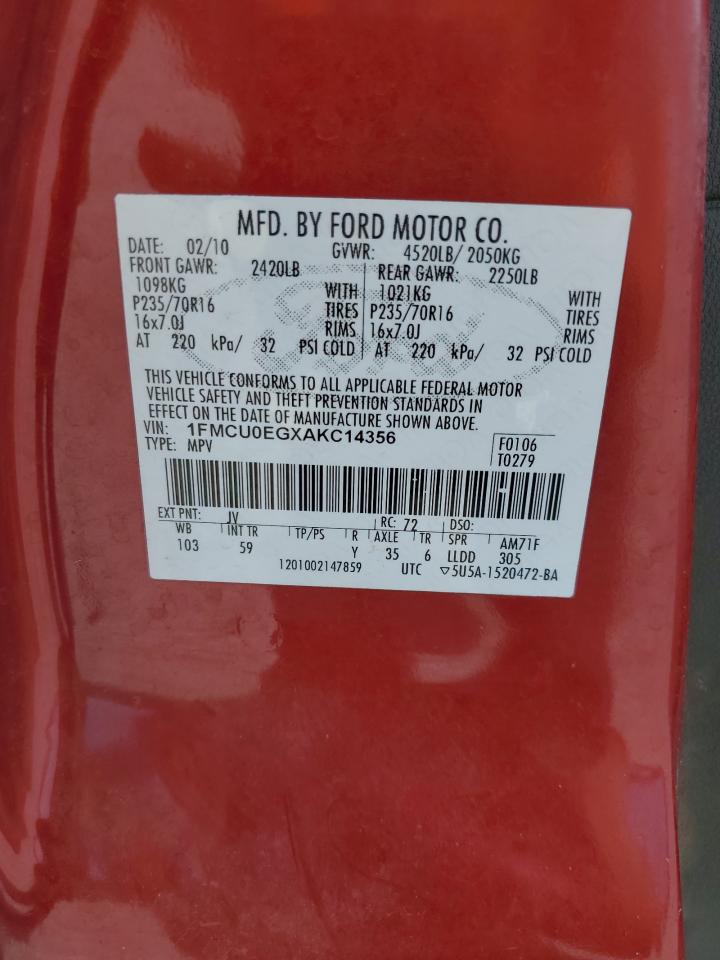 MFD. BY FORD MOTOR CO.
DATE: 02/10 GVWR: 4520LB/ 2050KG
FRONT GAWR: 2420LB REAR GAWR: 2250LB
1098KG WITH 1021KG WITH
P235/70R16 TIRES P235/70R16 TIRES
16x7.0J RIMS 16x7.0J RIMS
AT 220 kPa/ 32 PSI COLD AT 220 kPa/ 32 PSI COLD
THIS VEHICLE CONFORMS TO ALL APPLICABLE FEDERAL MOTOR
VEHICLE SAFETY AND THEFT PREVENTION STANDARDS IN
EFFECT ON THE DATE OF MANUFACTURE SHOWN ABOVE.
VIN: 1FMCU0EGXAKC14356 F0106
TYPE: MPV T0279
EXT PNT: JV RC: 72 DSO:
WB INT TR TP/PS R AXLE TR SPR AM71F
103 59 Y 35 6 LLDD 305
1201002147859 UTC ▽5U5A-1520472-BA